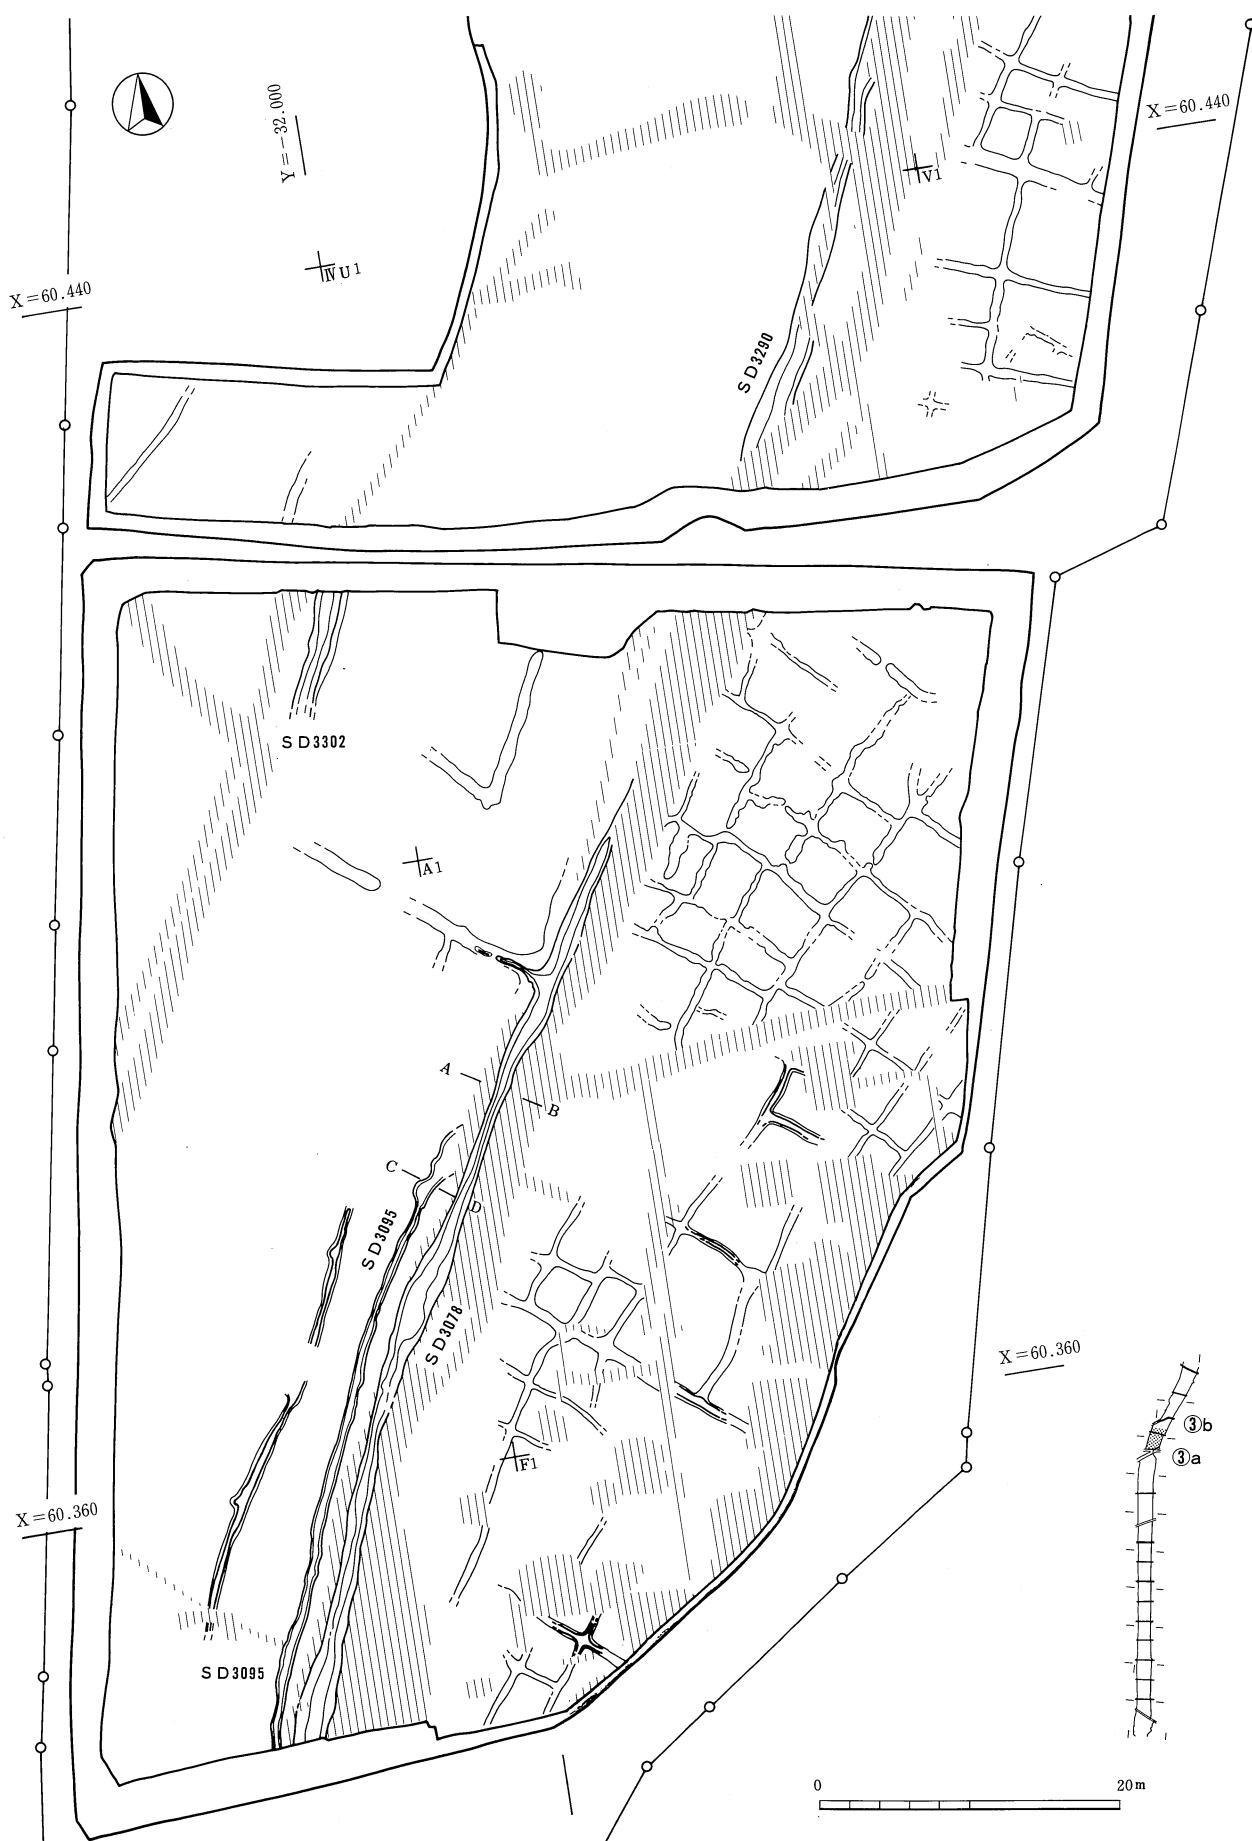 Y=-32.000
X=60.440
V1
ⅣU1
X=60.440
SD3290
SD3302
A1
A
B
C
D
SD3095
SD3078
X=60.360
③b
③a
F1
X=60.360
SD3095
0 20m